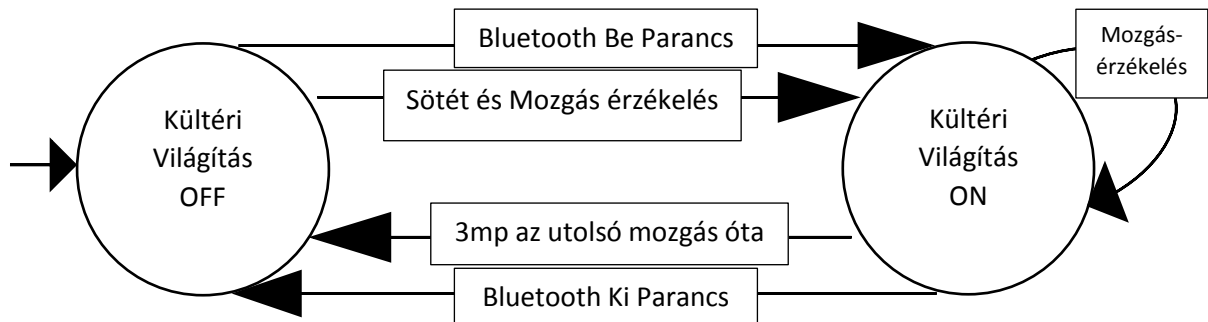 Bluetooth Be Parancs
Mozgás-
érzékelés
Sötét és Mozgás érzékelés
Kültéri
Világítás
OFF
Kültéri
Világítás
ON
3mp az utolsó mozgás óta
Bluetooth Ki Parancs